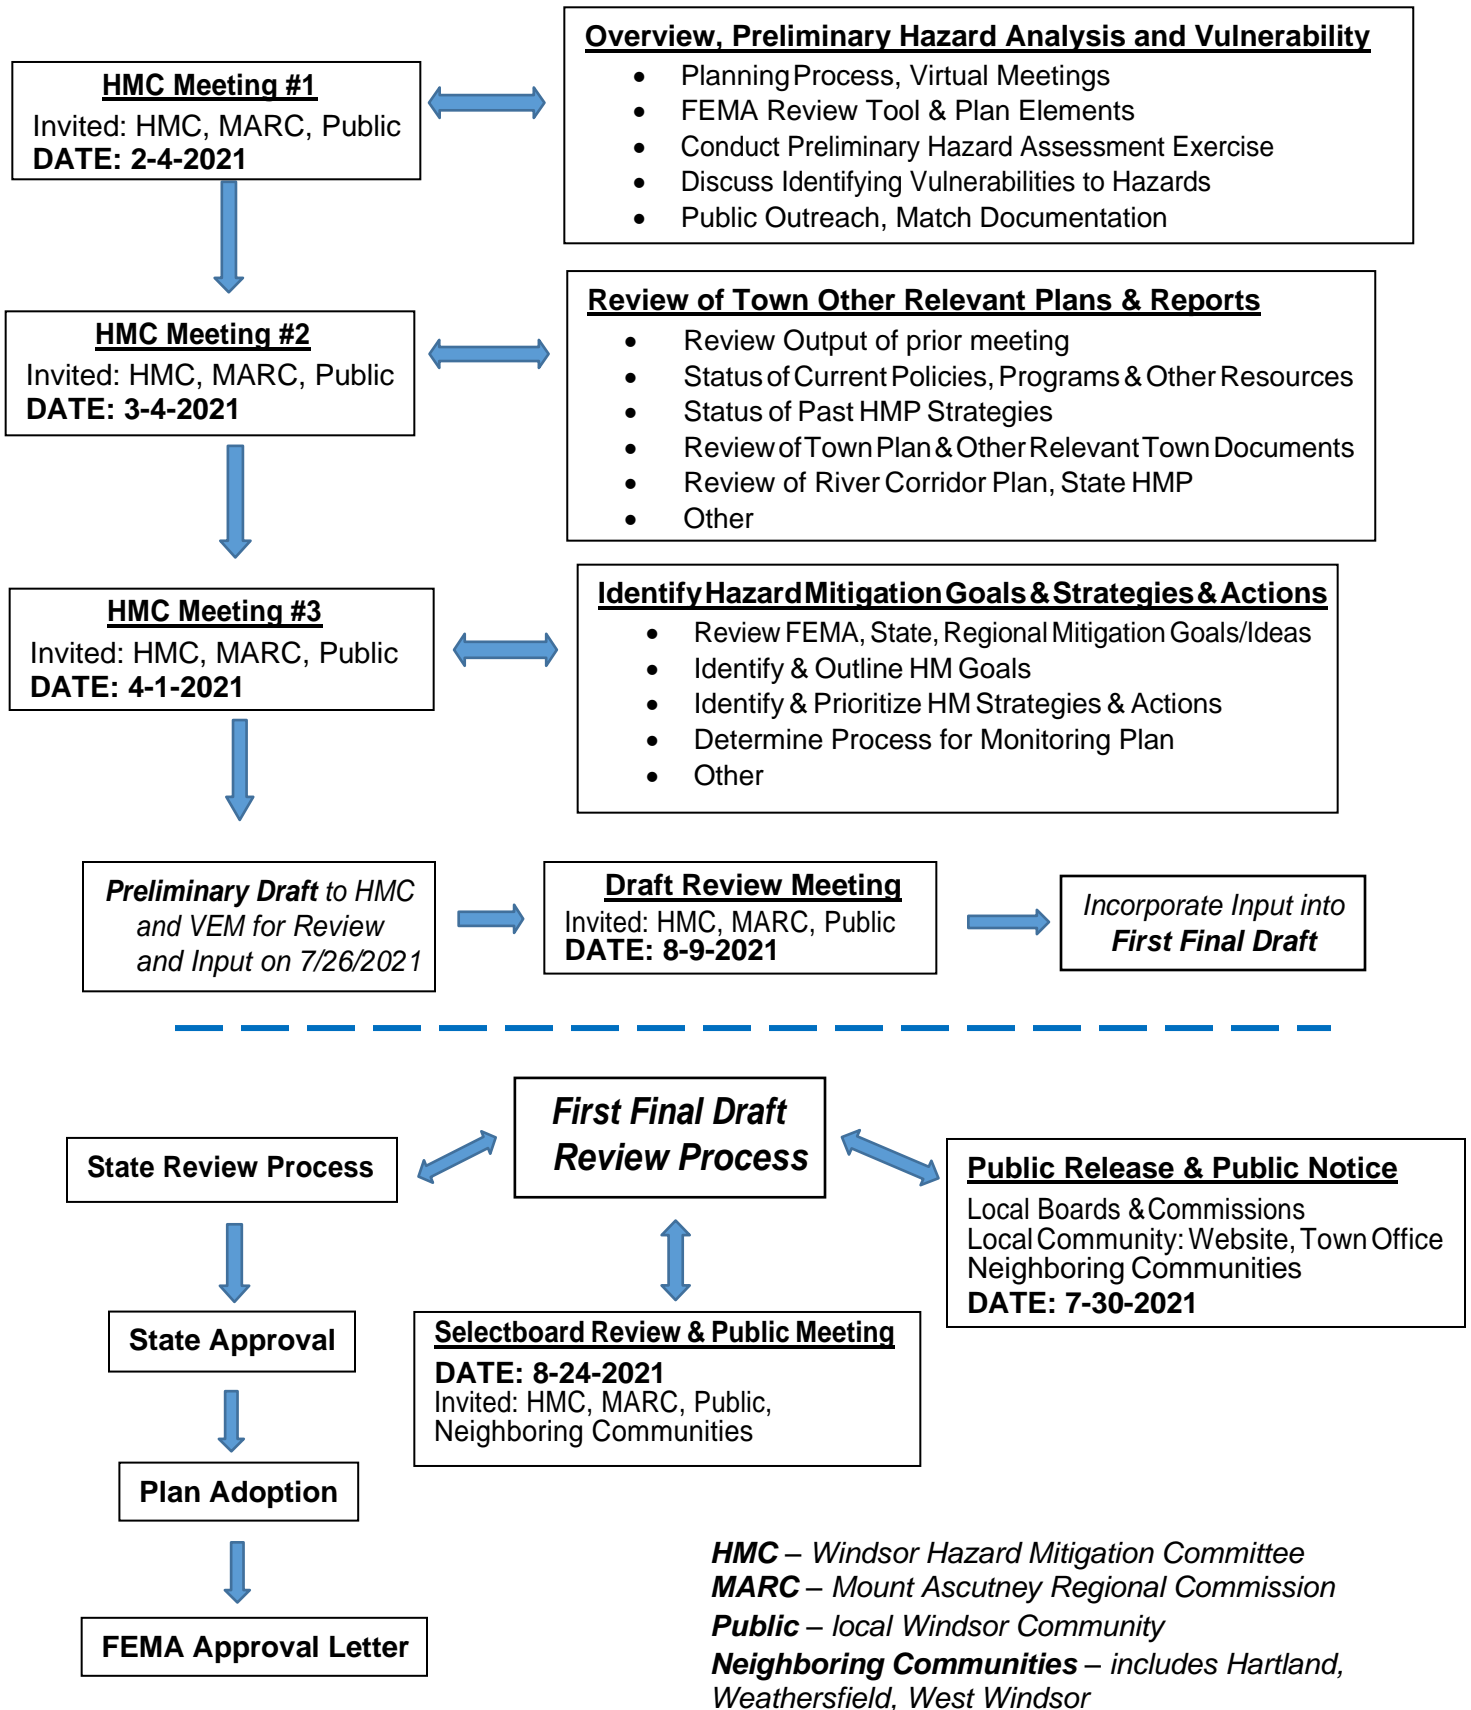 HMC Meeting #1
Invited: HMC, MARC, Public
DATE: 2-4-2021
Overview, Preliminary Hazard Analysis and Vulnerability
• Planning Process, Virtual Meetings
• FEMA Review Tool & Plan Elements
• Conduct Preliminary Hazard Assessment Exercise
• Discuss Identifying Vulnerabilities to Hazards
• Public Outreach, Match Documentation
HMC Meeting #2
Invited: HMC, MARC, Public
DATE: 3-4-2021
Review of Town Other Relevant Plans & Reports
• Review Output of prior meeting
• Status of Current Policies, Programs & Other Resources
• Status of Past HMP Strategies
• Review of Town Plan & Other Relevant Town Documents
• Review of River Corridor Plan, State HMP
• Other
HMC Meeting #3
Invited: HMC, MARC, Public
DATE: 4-1-2021
Identify Hazard Mitigation Goals & Strategies & Actions
• Review FEMA, State, Regional Mitigation Goals/Ideas
• Identify & Outline HM Goals
• Identify & Prioritize HM Strategies & Actions
• Determine Process for Monitoring Plan
• Other
Preliminary Draft to HMC
and VEM for Review
and Input on 7/26/2021
Draft Review Meeting
Invited: HMC, MARC, Public
DATE: 8-9-2021
Incorporate Input into
First Final Draft
First Final Draft
Review Process
State Review Process
Public Release & Public Notice
Local Boards & Commissions
Local Community: Website, Town Office
Neighboring Communities
DATE: 7-30-2021
State Approval
Selectboard Review & Public Meeting
DATE: 8-24-2021
Invited: HMC, MARC, Public,
Neighboring Communities
Plan Adoption
FEMA Approval Letter
HMC – Windsor Hazard Mitigation Committee
MARC – Mount Ascutney Regional Commission
Public – local Windsor Community
Neighboring Communities – includes Hartland,
Weathersfield, West Windsor